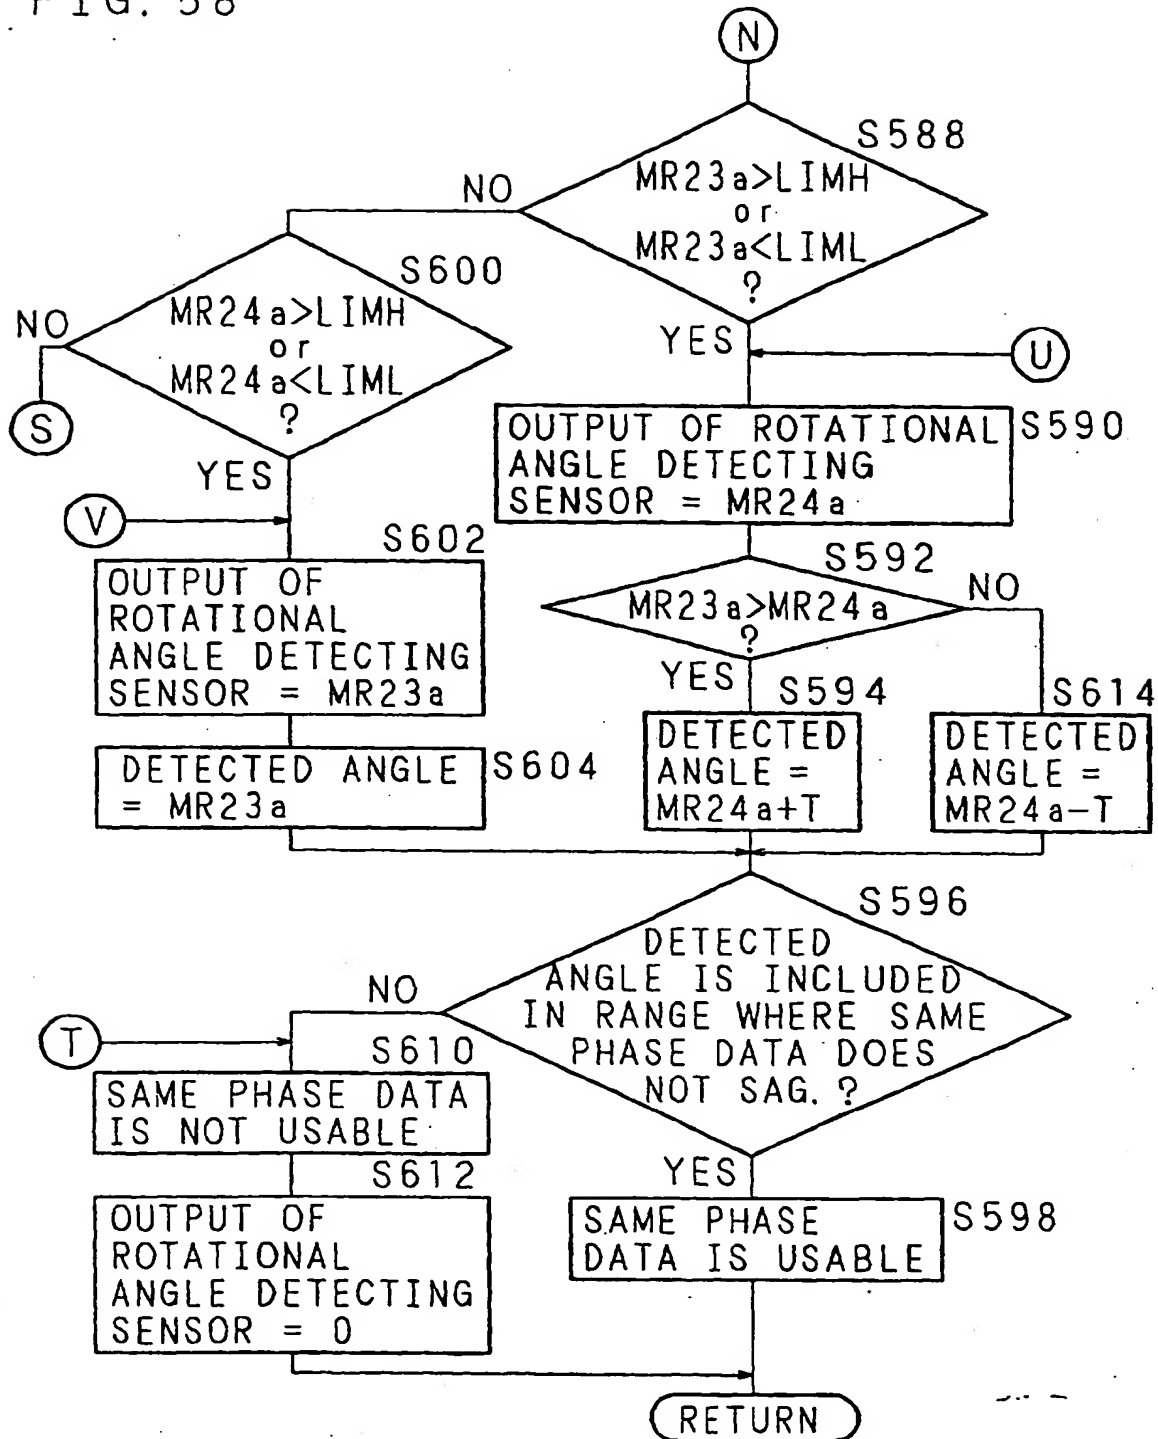 FIG. 58
N
S588
MR23a>LIMH
or
MR23a<LIML
?
NO
YES
S600
MR24a>LIMH
or
MR24a<LIML
?
NO
S
YES
U
OUTPUT OF ROTATIONAL
ANGLE DETECTING
SENSOR = MR24a
S590
V
S602
OUTPUT OF
ROTATIONAL
ANGLE DETECTING
SENSOR = MR23a
S592
MR23a>MR24a
?
NO
YES
S594
DETECTED
ANGLE =
MR24a+T
S614
DETECTED
ANGLE =
MR24a-T
DETECTED ANGLE
= MR23a
S604
S596
DETECTED
ANGLE IS INCLUDED
IN RANGE WHERE SAME
PHASE DATA DOES
NOT SAG. ?
NO
T
S610
SAME PHASE DATA
IS NOT USABLE
S612
OUTPUT OF
ROTATIONAL
ANGLE DETECTING
SENSOR = 0
YES
SAME PHASE
DATA IS USABLE
S598
RETURN